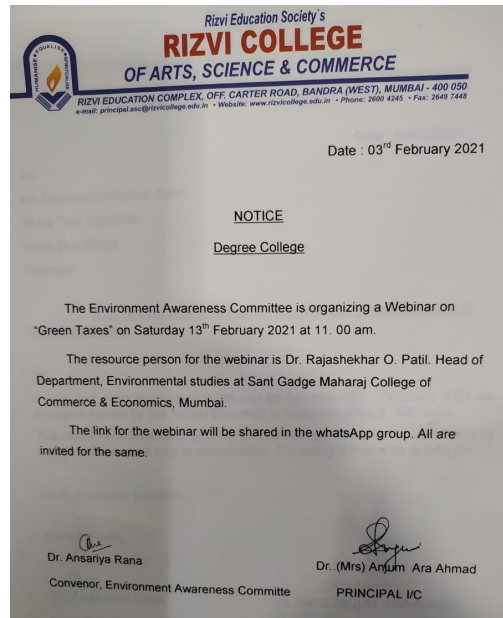 Rizvi Education Society's
RIZVI COLLEGE
OF ARTS, SCIENCE & COMMERCE
HUMANISE EQUALISE SPIRITUALISE
RIZVI EDUCATION COMPLEX, OFF. CARTER ROAD, BANDRA (WEST), MUMBAI - 400 050
e-mail: principal.asc@rizvicollege.edu.in • Website: www.rizvicollege.edu.in • Phone: 2600 4245 • Fax: 2649 7448
Date : 03rd February 2021
NOTICE
Degree College
The Environment Awareness Committee is organizing a Webinar on
“Green Taxes” on Saturday 13th February 2021 at 11. 00 am.
The resource person for the webinar is Dr. Rajashekhar O. Patil. Head of
Department, Environmental studies at Sant Gadge Maharaj College of
Commerce & Economics, Mumbai.
The link for the webinar will be shared in the whatsApp group. All are
invited for the same.
Dr. Ansariya Rana
Convenor, Environment Awareness Committe
Dr..(Mrs) Anjum Ara Ahmad
PRINCIPAL I/C